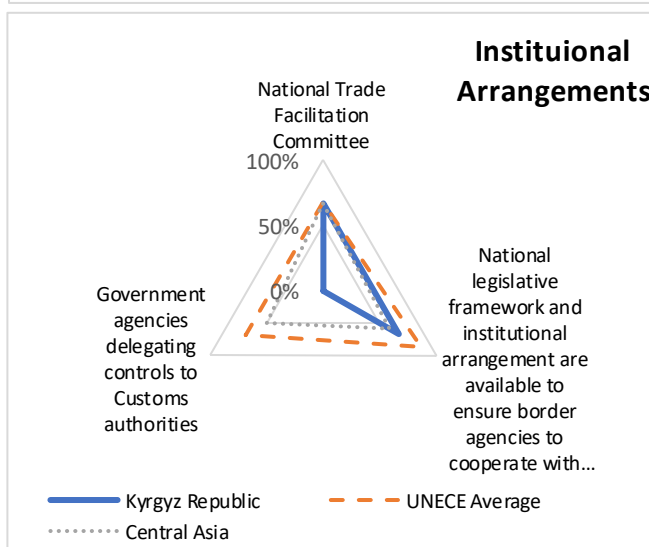 Instituional
Arrangements
National Trade
Facilitation
Committee
100%
50%
0%
National
legislative
framework and
institutional
arrangement are
available to
ensure border
agencies to
cooperate with...
Government
agencies
delegating
controls to
Customs
authorities
Kyrgyz Republic
UNECE Average
Central Asia